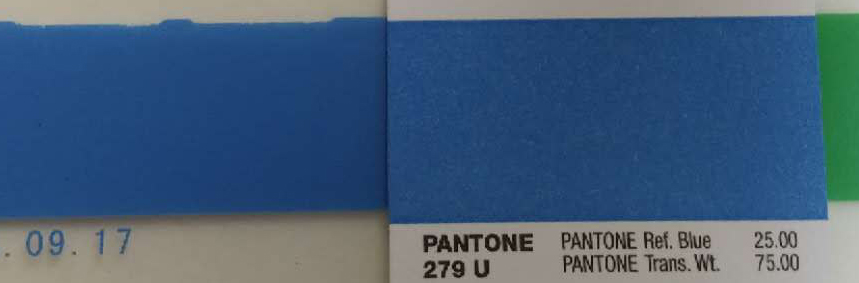 .09.17
PANTONE PANTONE Ref. Blue 25.00
279 U PANTONE Trans. Wt. 75.00